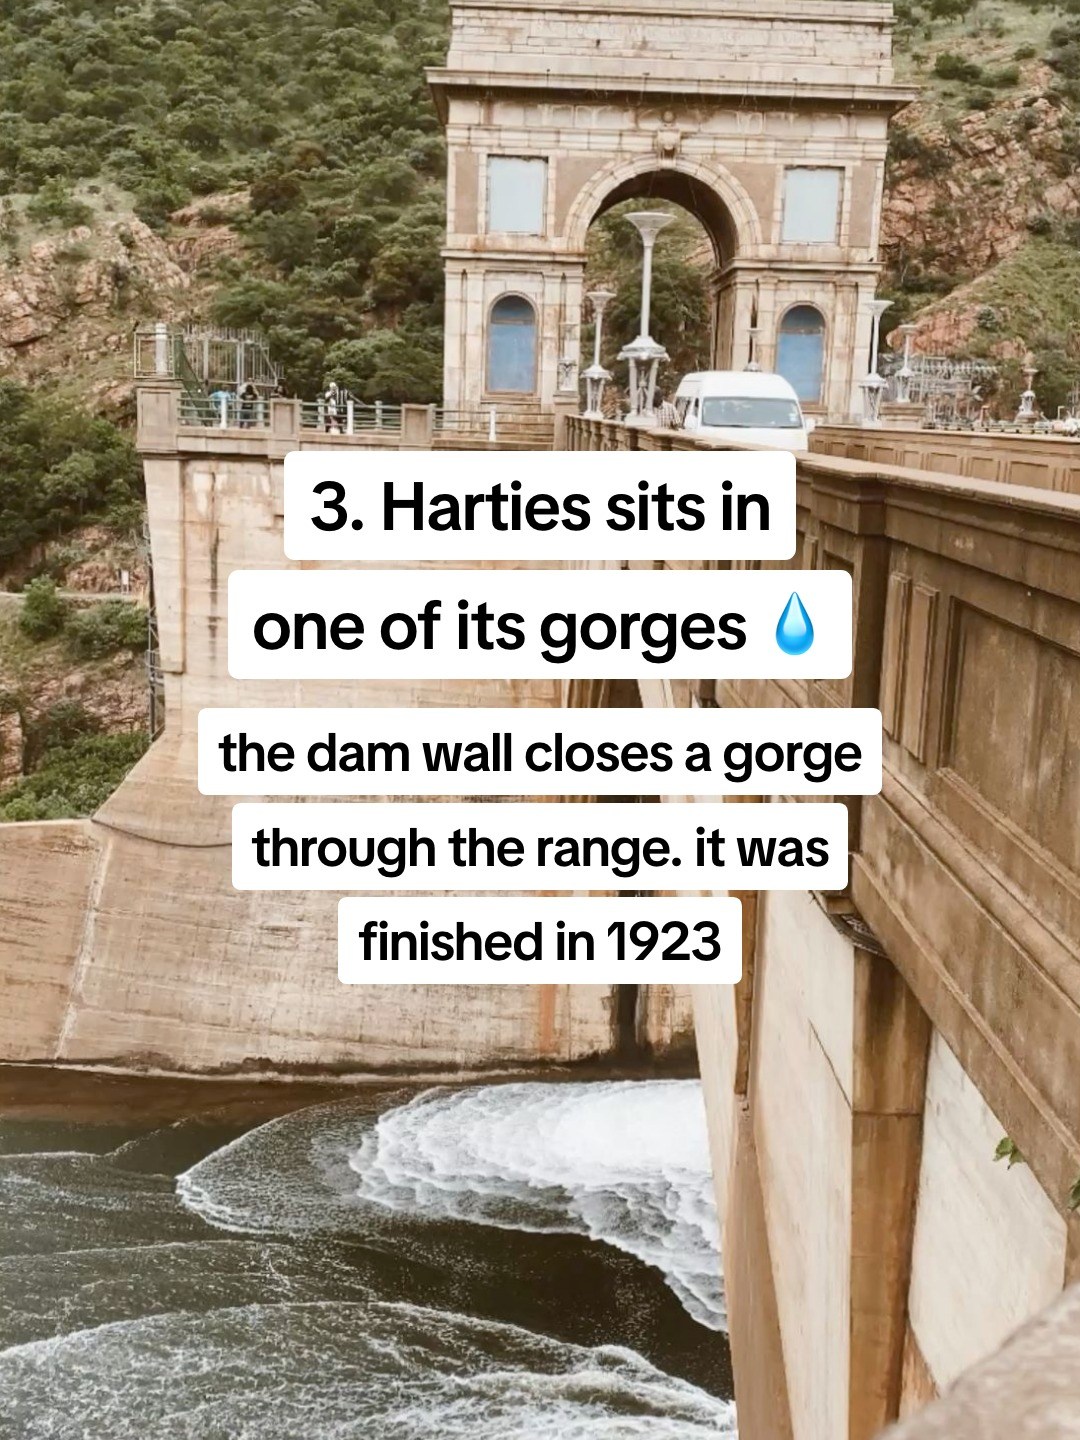 3. Harties sits in
one of its gorges 💧
the dam wall closes a gorge
through the range. it was
finished in 1923